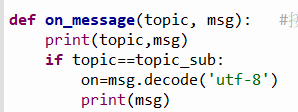 def on_message(topic, msg):    #
    print(topic,msg)
    if topic==topic_sub:
        on=msg.decode('utf-8')
        print(msg)